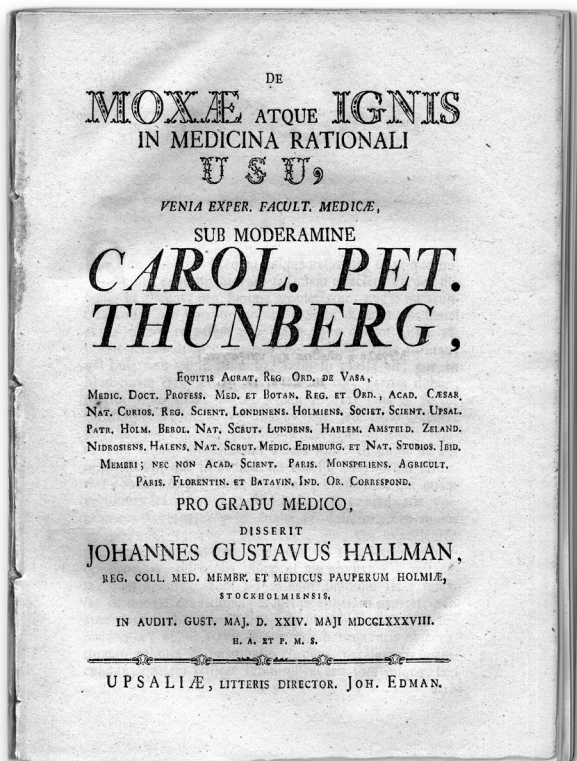 DE
MOXÆ ATQUE IGNIS
IN MEDICINA RATIONALI
USU,
VENIA EXPER. FACULT. MEDICÆ,
SUB MODERAMINE
CAROL. PET.
THUNBERG,
EQUITIS AURAT. REG ORD. DE VASA,
MEDIC. DOCT. PROFESS. MED. ET BOTAN. REG. ET ORD., ACAD. CÆSAR.
NAT. CURIOS. REG. SCIENT. LONDINENS. HOLMIENS, SOCIET. SCIENT. UPSAL.
PATR. HOLM. BEROL. NAT. SCRUT. LUNDENS. HARLEM. AMSTELD. ZELAND.
NIDROSIENS. HALENS. NAT. SCRUT. MEDIC. EDIMBURG. ET NAT. STUDIOS. IBID.
MEMBRI; NEC NON ACAD. SCIENT. PARIS. MONSPELIENS. AGRICULT.
PARIS. FLORENTIN. ET BATAVIN. IND. OR. CORRESPOND.
PRO GRADU MEDICO,
DISSERIT
JOHANNES GUSTAVUS HALLMAN,
REG. COLL. MED. MEMBR. ET MEDICUS PAUPERUM HOLMIÆ,
STOCKHOLMIENSIS.
IN AUDIT. GUST. MAJ. D. XXIV. MAJI MDCCLXXXVIII.
H. A. ET P. M. S.
UPSALIÆ, LITTERIS DIRECTOR. JOH. EDMAN.